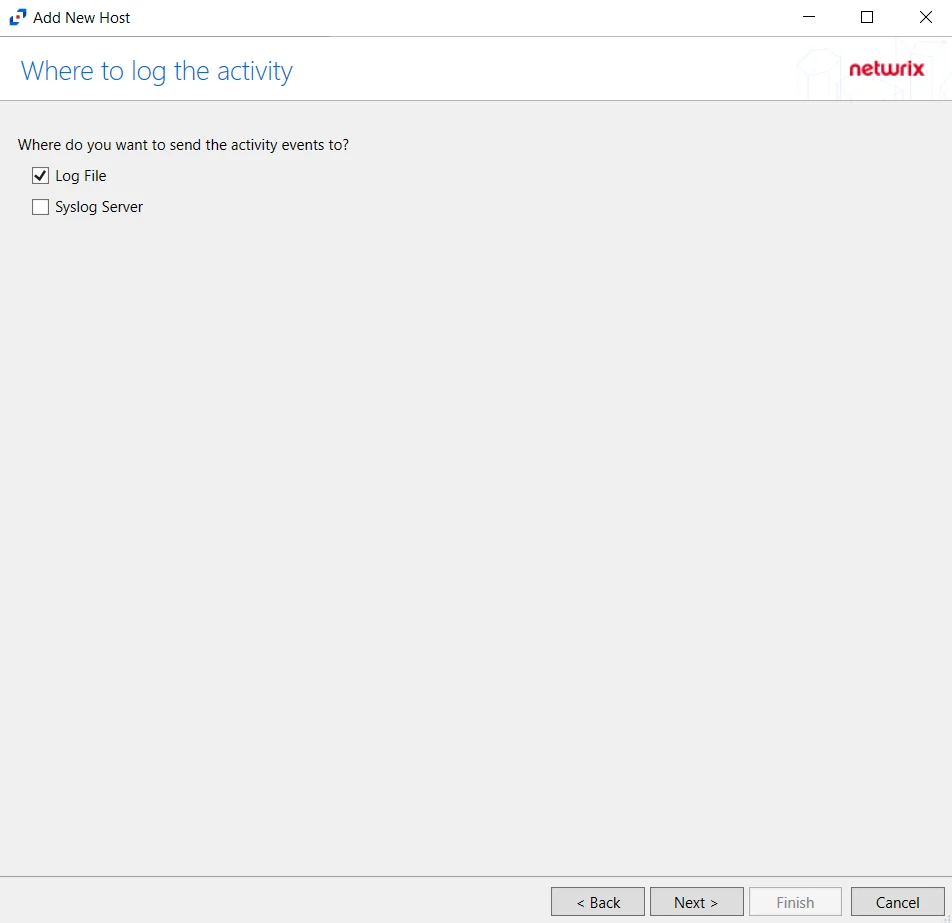 Add New Host
Where to log the activity
netwrix
Where do you want to send the activity events to?
Log File
Syslog Server
< Back
Next >
Finish
Cancel